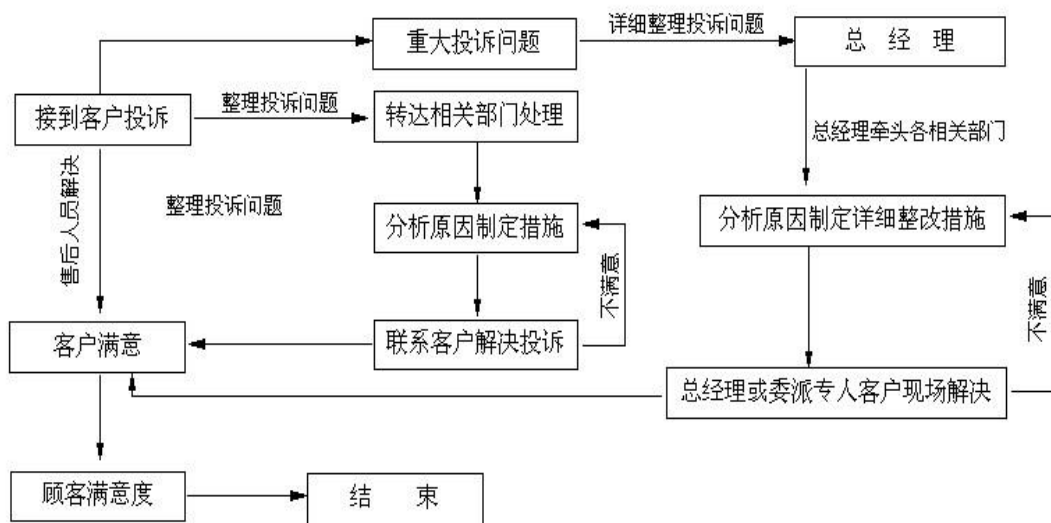 重大投诉问题
详细整理投诉问题
总 经 理
接到客户投诉
整理投诉问题
转达相关部门处理
总经理牵头各相关部门
售后人员解决
整理投诉问题
分析原因制定措施
分析原因制定详细整改措施
不满意
不满意
客户满意
联系客户解决投诉
总经理或委派专人客户现场解决
顾客满意度
结 束